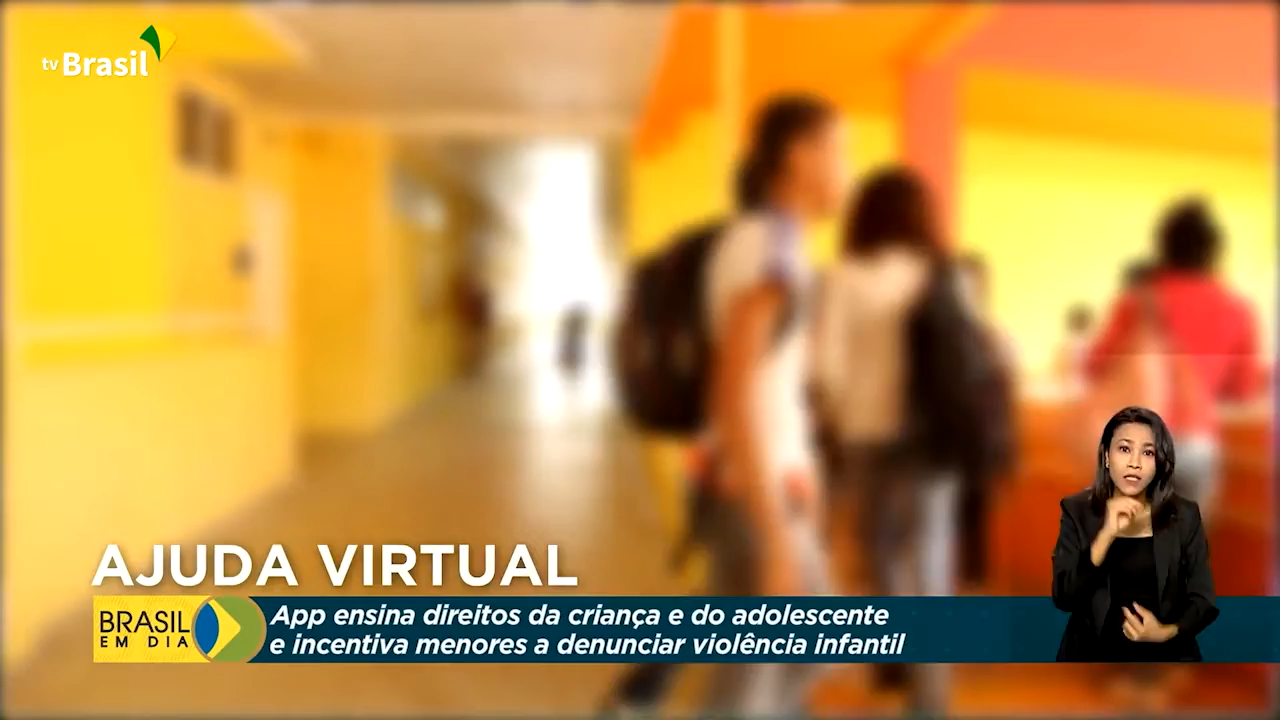 tv Brasil
AJUDA VIRTUAL
BRASIL
EM DIA
App ensina direitos da criança e do adolescente
e incentiva menores a denunciar violência infantil